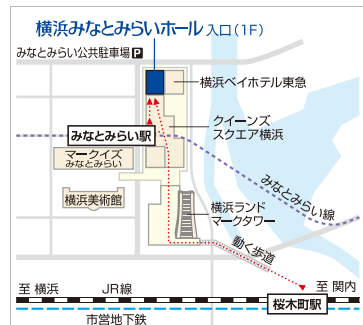 横浜みなとみらいホール 入口（1F）
みなとみらい公共駐車場 P
横浜ベイホテル東急
クイーンズ
スクエア横浜
みなとみらい駅
マークイズ
みなとみらい
みなとみらい線
横浜美術館
横浜ランド
マークタワー
動く歩道
至 横浜
JR線
至 関内
桜木町駅
市営地下鉄